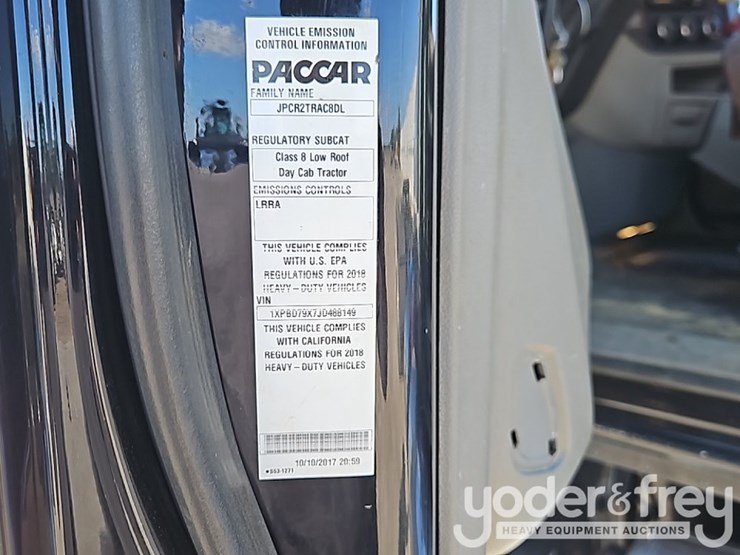 VEHICLE EMISSION
CONTROL INFORMATION
PACCAR
FAMILY NAME
JPCR2TRAC8DL
REGULATORY SUBCAT
Class 8 Low Roof
Day Cab Tractor
EMISSIONS CONTROLS
LRRA
THIS VEHICLE COMPLIES
WITH U.S. EPA
REGULATIONS FOR 2018
HEAVY-DUTY VEHICLES
VIN
1XPBD79X7JD488149
THIS VEHICLE COMPLIES
WITH CALIFORNIA
REGULATIONS FOR 2018
HEAVY-DUTY VEHICLES
10/10/2017 20:59
S53-1271
yoder&frey
HEAVY EQUIPMENT AUCTIONS